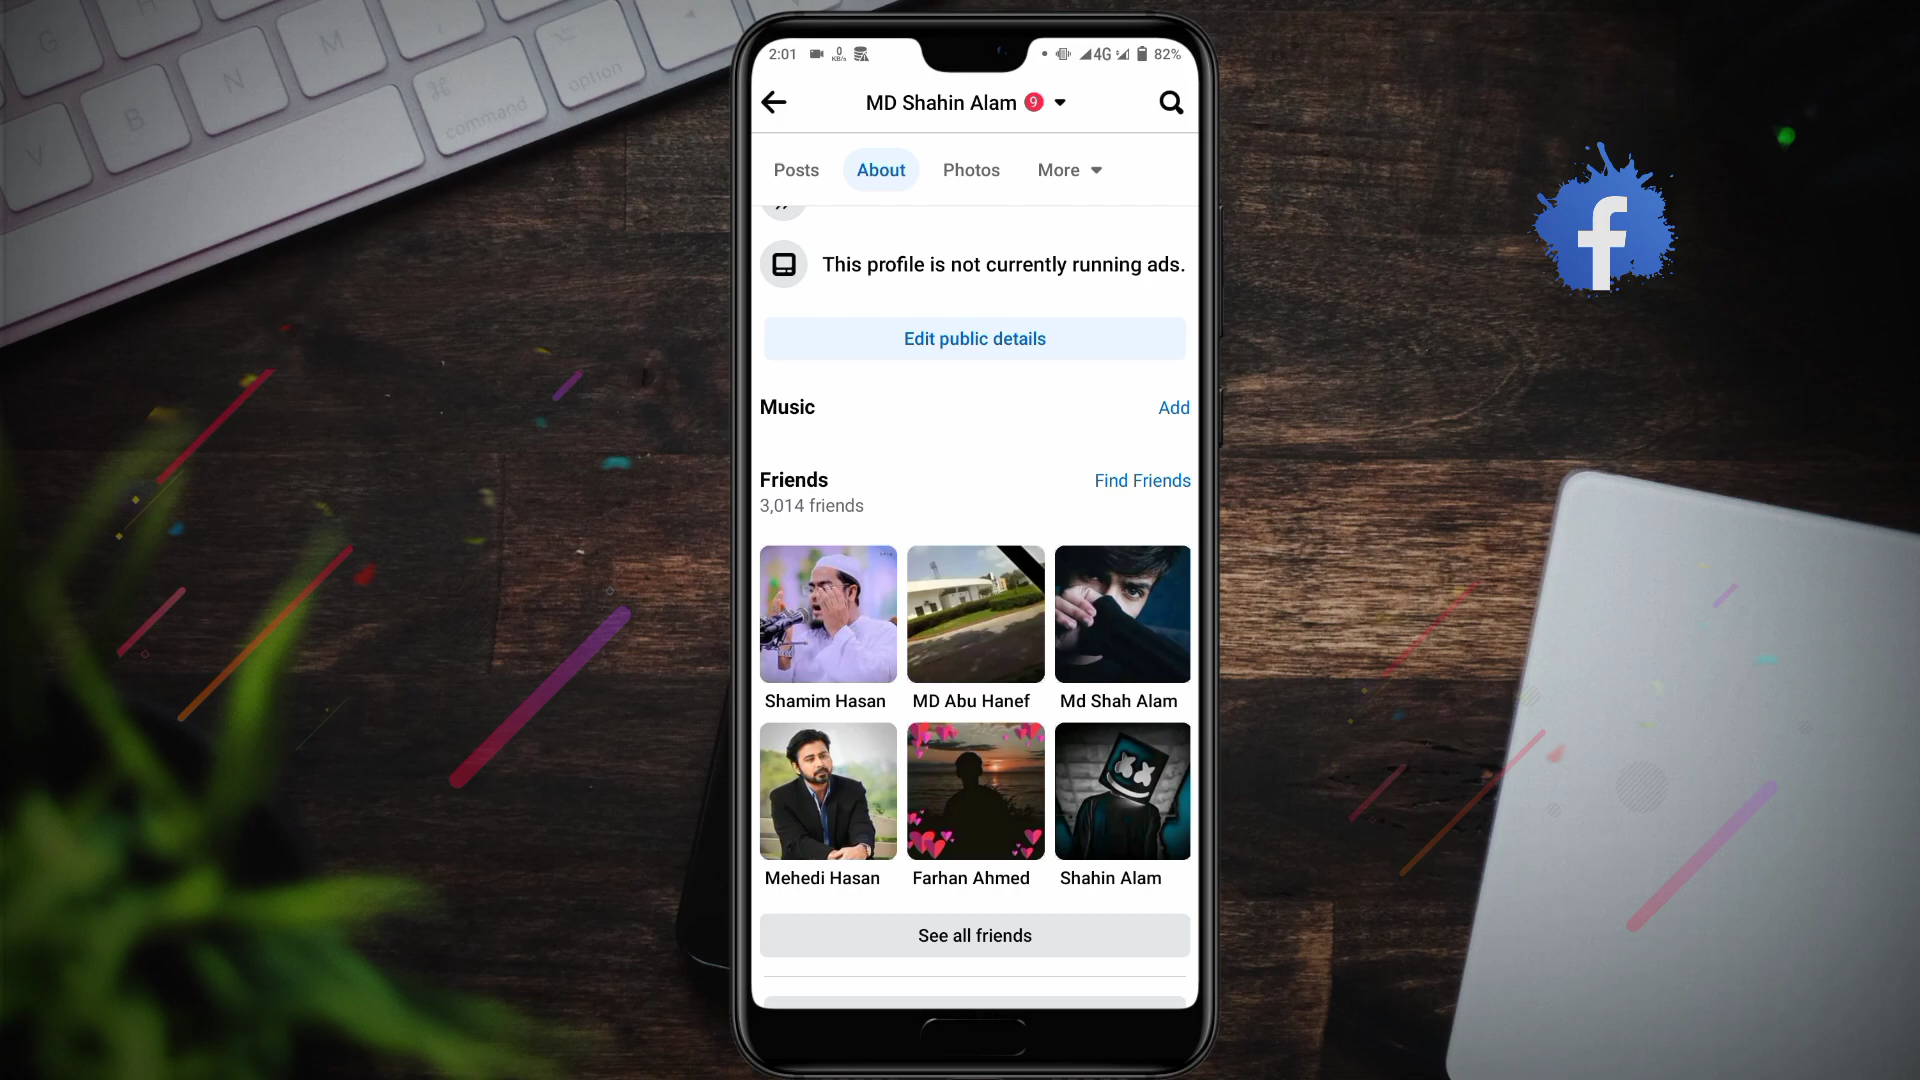 G
H
M
V
B
N
command
option
2:01
0
KB/s
4G
82%
MD Shahin Alam 9
Posts
About
Photos
More
This profile is not currently running ads.
Edit public details
Music
Add
Friends
Find Friends
3,014 friends
Shamim Hasan
MD Abu Hanef
Md Shah Alam
Mehedi Hasan
Farhan Ahmed
Shahin Alam
See all friends
f